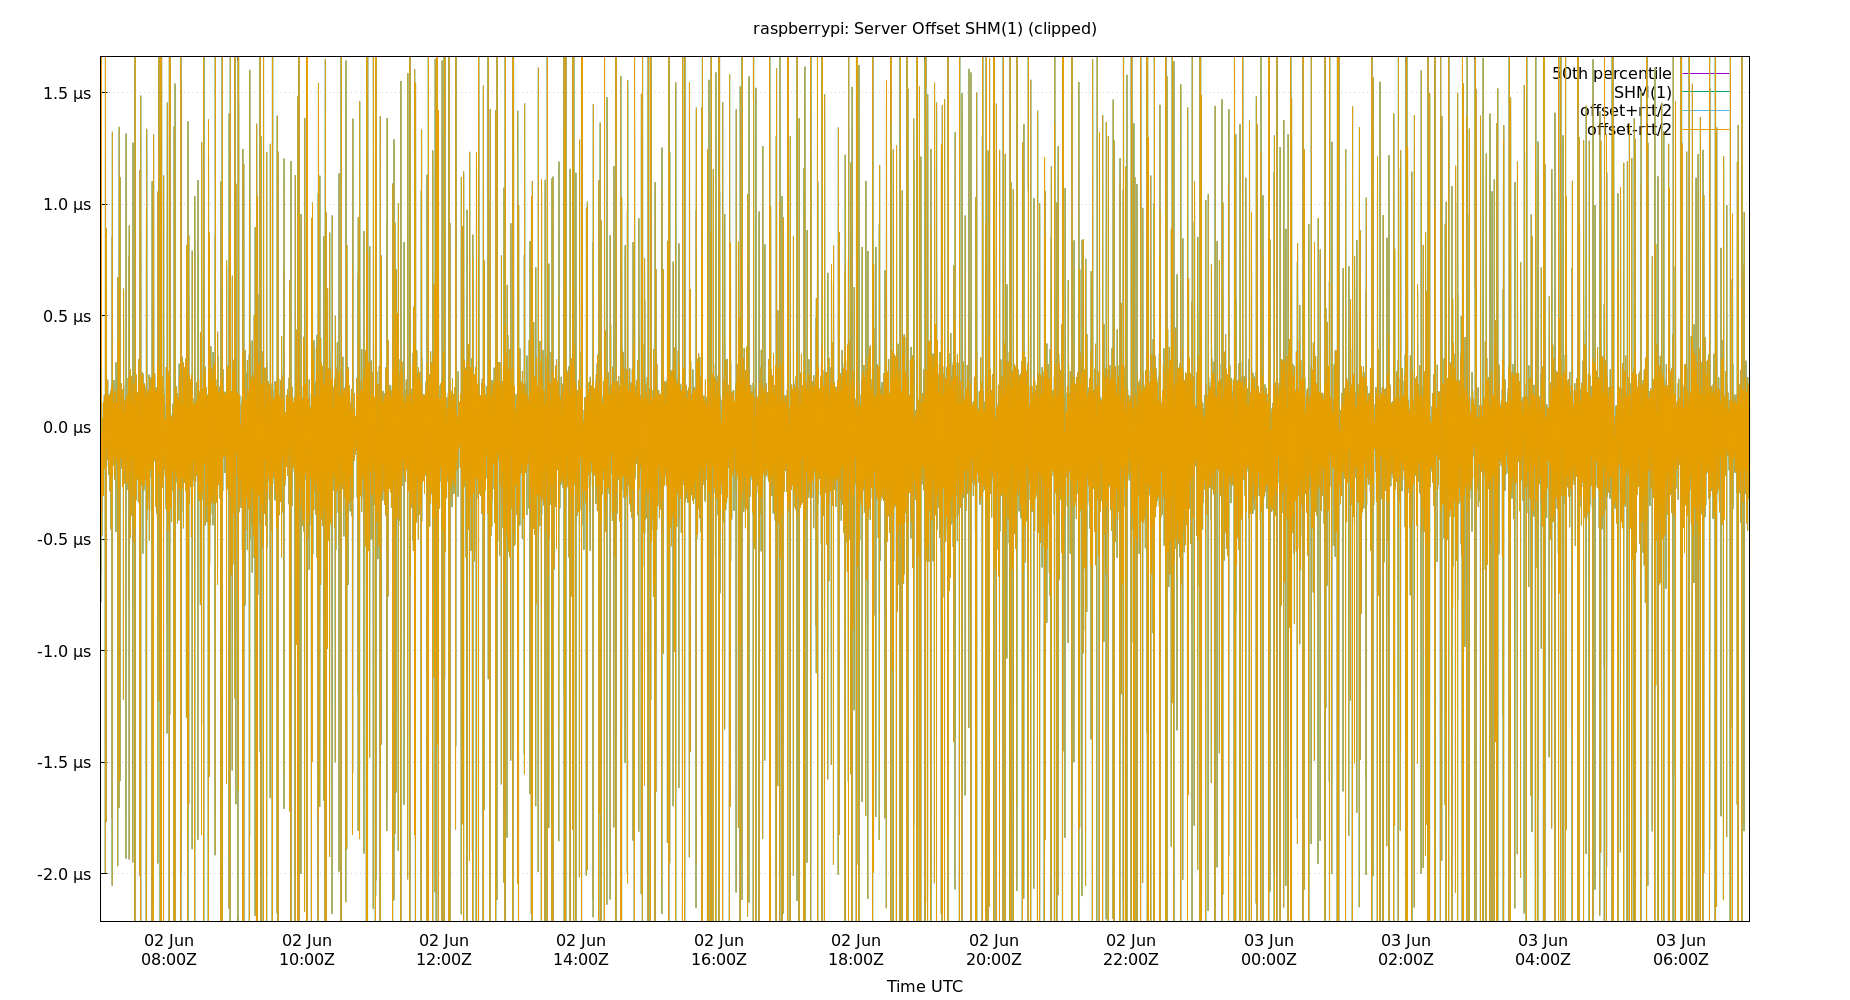 raspberrypi: Server Offset SHM(1) (clipped)
50th percentile
SHM(1)
offset+rtt/2
offset-rtt/2
1.5 µs
1.0 µs
0.5 µs
0.0 µs
-0.5 µs
-1.0 µs
-1.5 µs
-2.0 µs
02 Jun 02 Jun 02 Jun 02 Jun 02 Jun 02 Jun 02 Jun 02 Jun 03 Jun 03 Jun 03 Jun 03 Jun
08:00Z 10:00Z 12:00Z 14:00Z 16:00Z 18:00Z 20:00Z 22:00Z 00:00Z 02:00Z 04:00Z 06:00Z
Time UTC